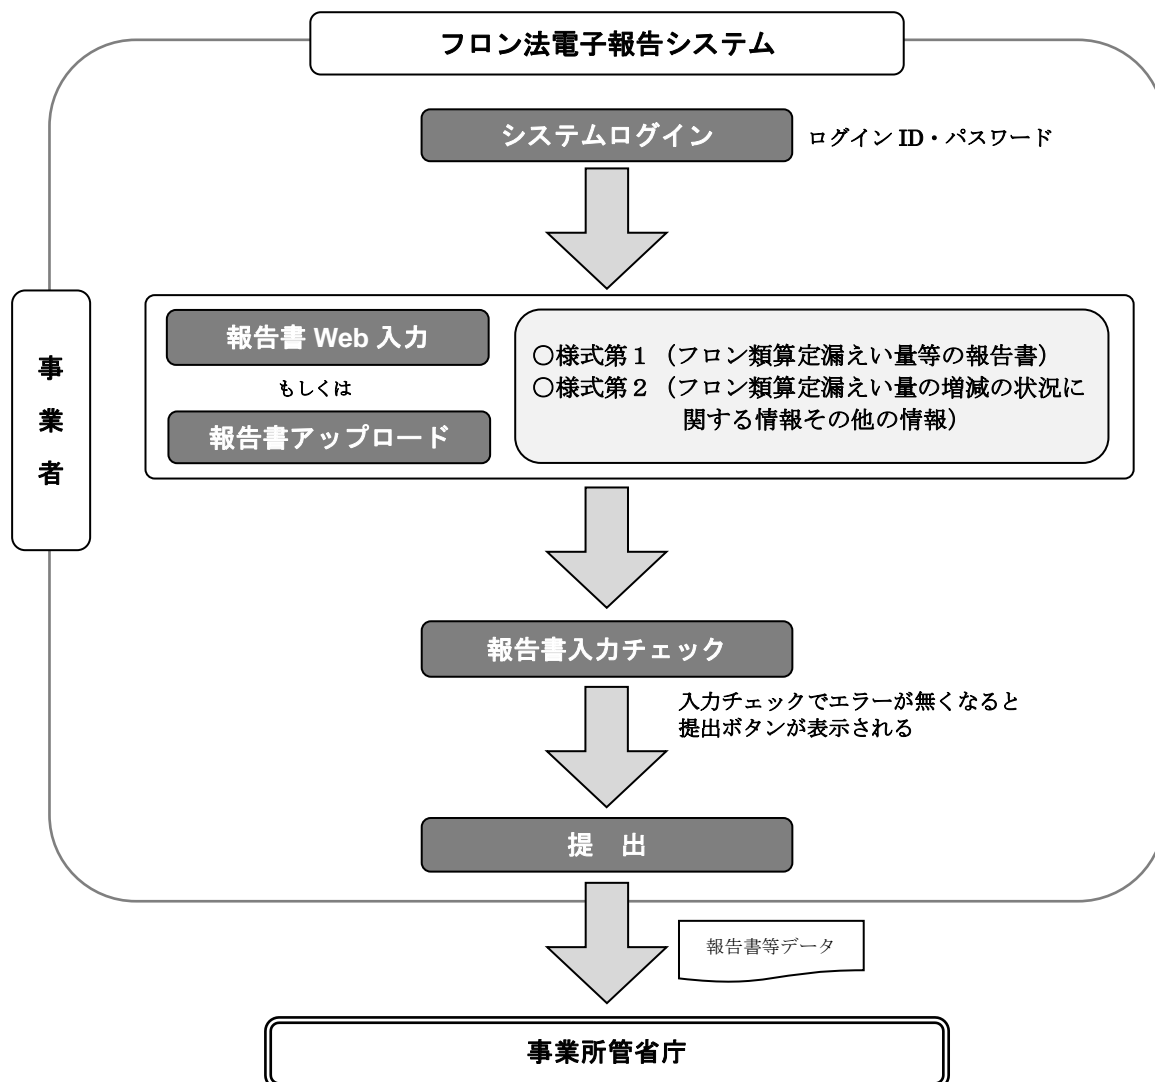 フロン法電子報告システム
システムログイン
ログイン ID・パスワード
事業者
報告書 Web 入力
もしくは
報告書アップロード
○様式第１（フロン類算定漏えい量等の報告書）
○様式第２（フロン類算定漏えい量の増減の状況に
関する情報その他の情報）
報告書入力チェック
入力チェックでエラーが無くなると
提出ボタンが表示される
提　出
報告書等データ
事業所管省庁